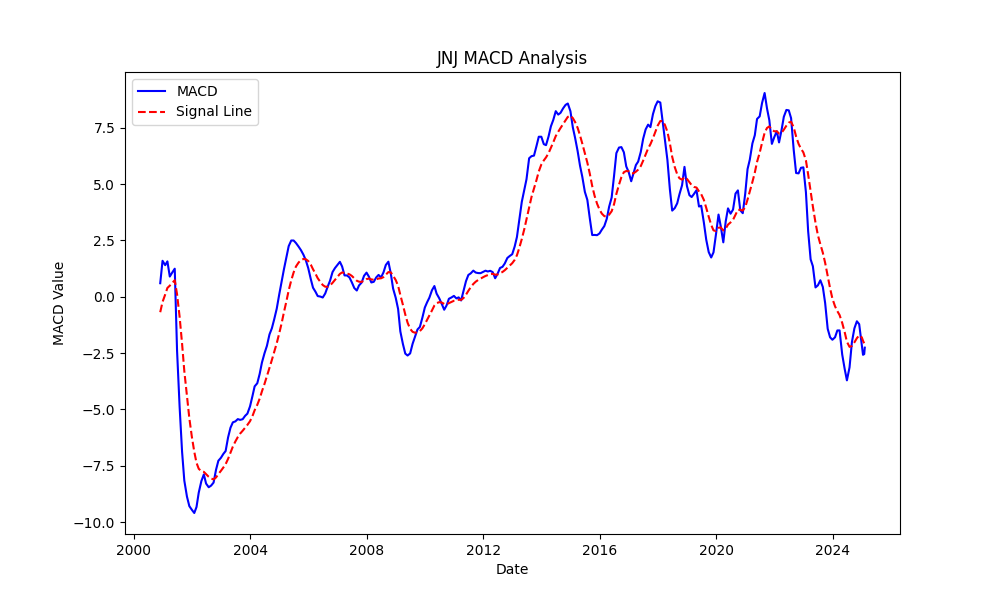 JNJ MACD Analysis
MACD
Signal Line
7.5
5.0
2.5
0.0
−2.5
−5.0
−7.5
−10.0
MACD Value
2000 2004 2008 2012 2016 2020 2024
Date